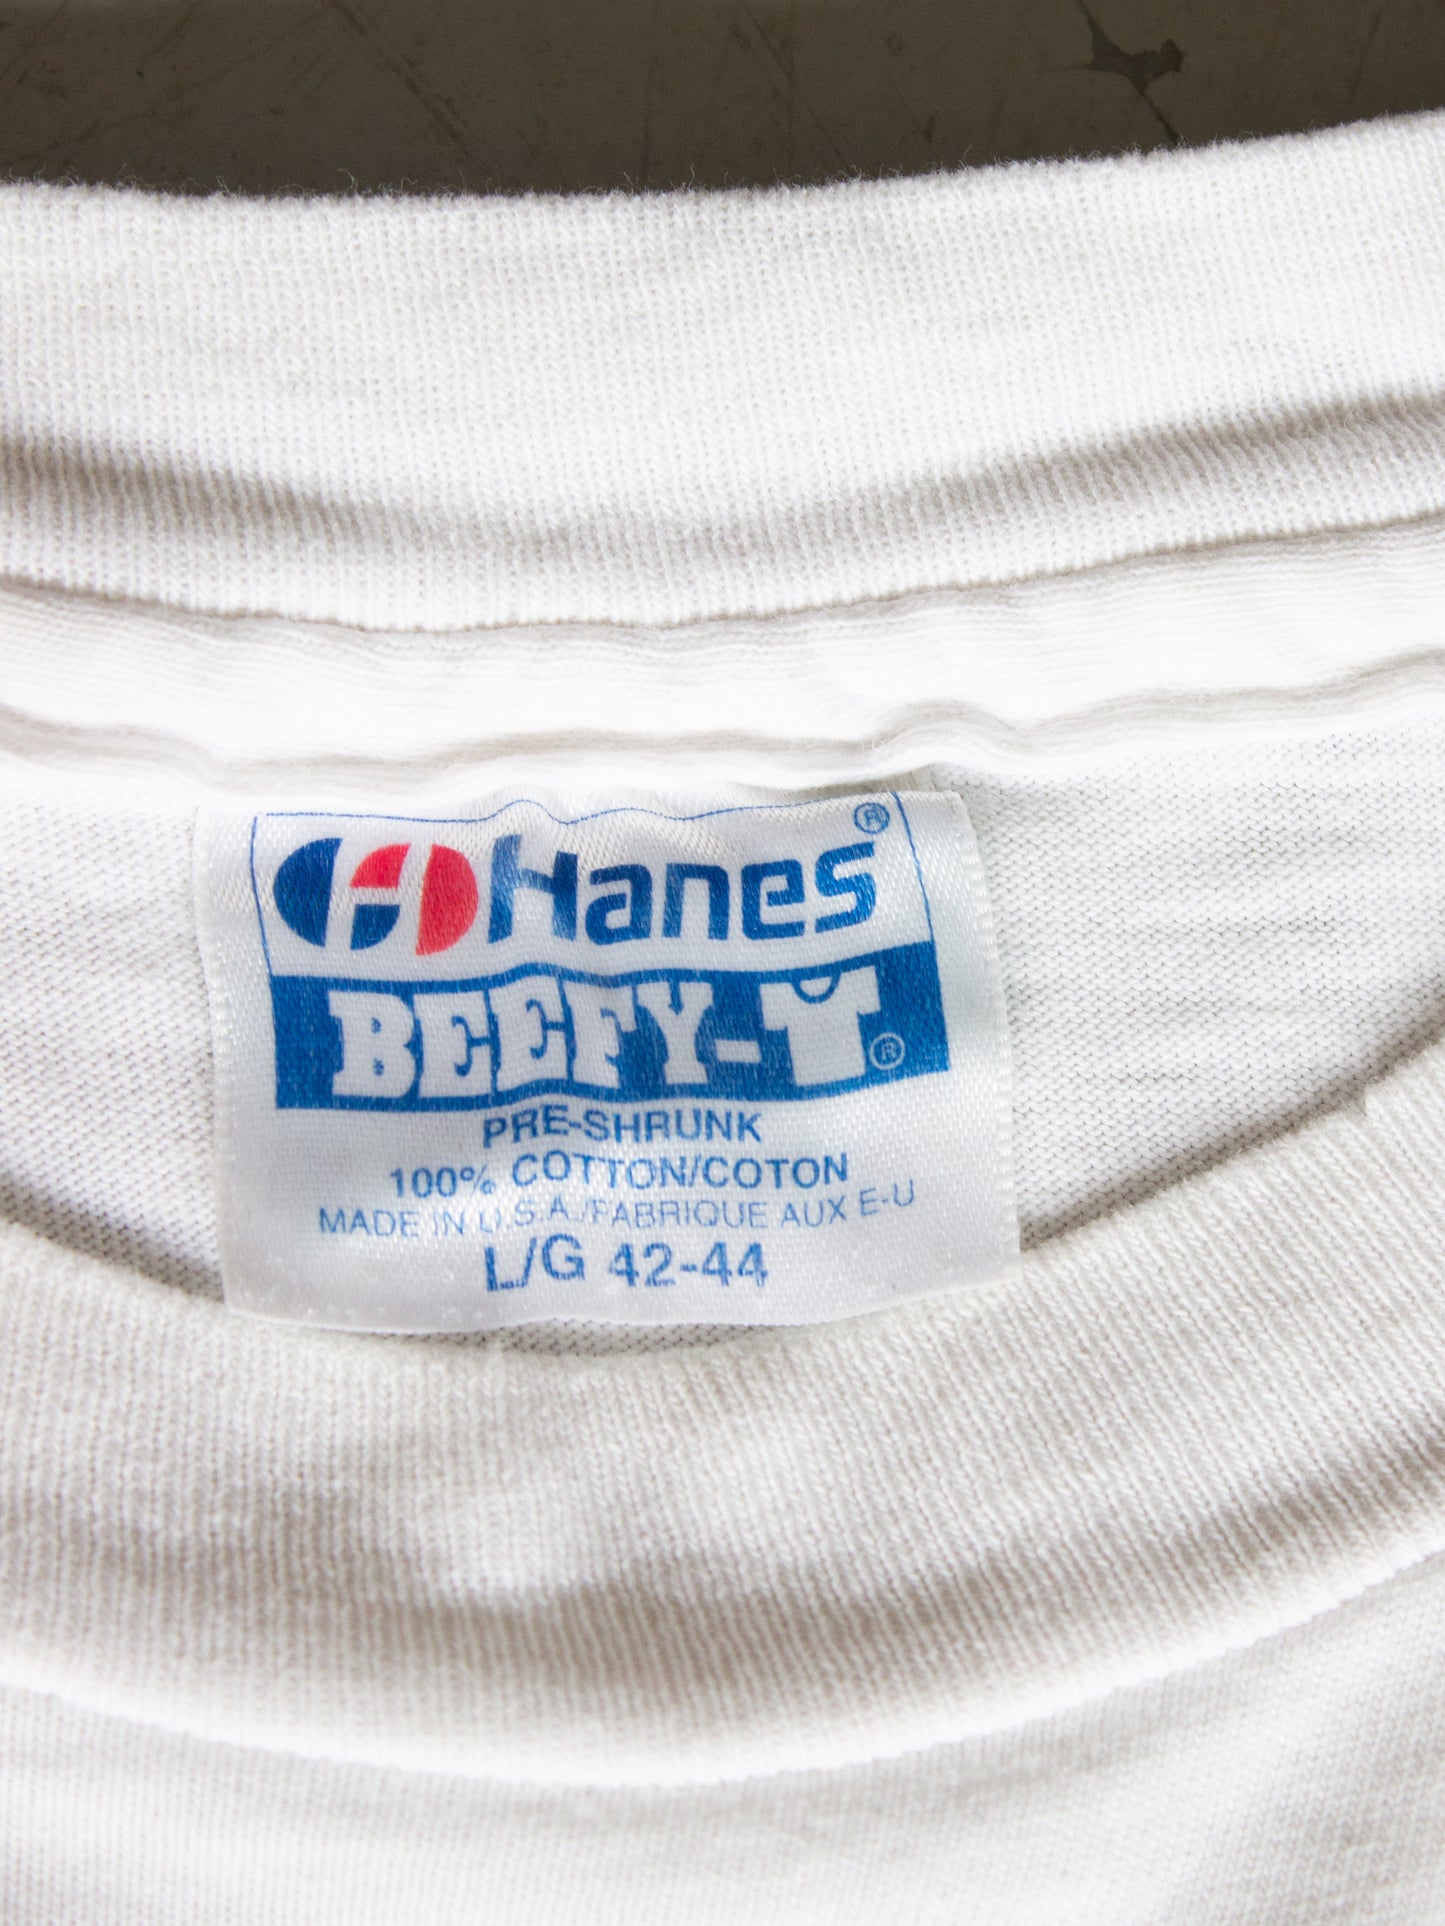 Hanes®
BEEFY-T®
PRE-SHRUNK
100% COTTON/COTON
MADE IN U.S.A./FABRIQUE AUX E-U
L/G 42-44